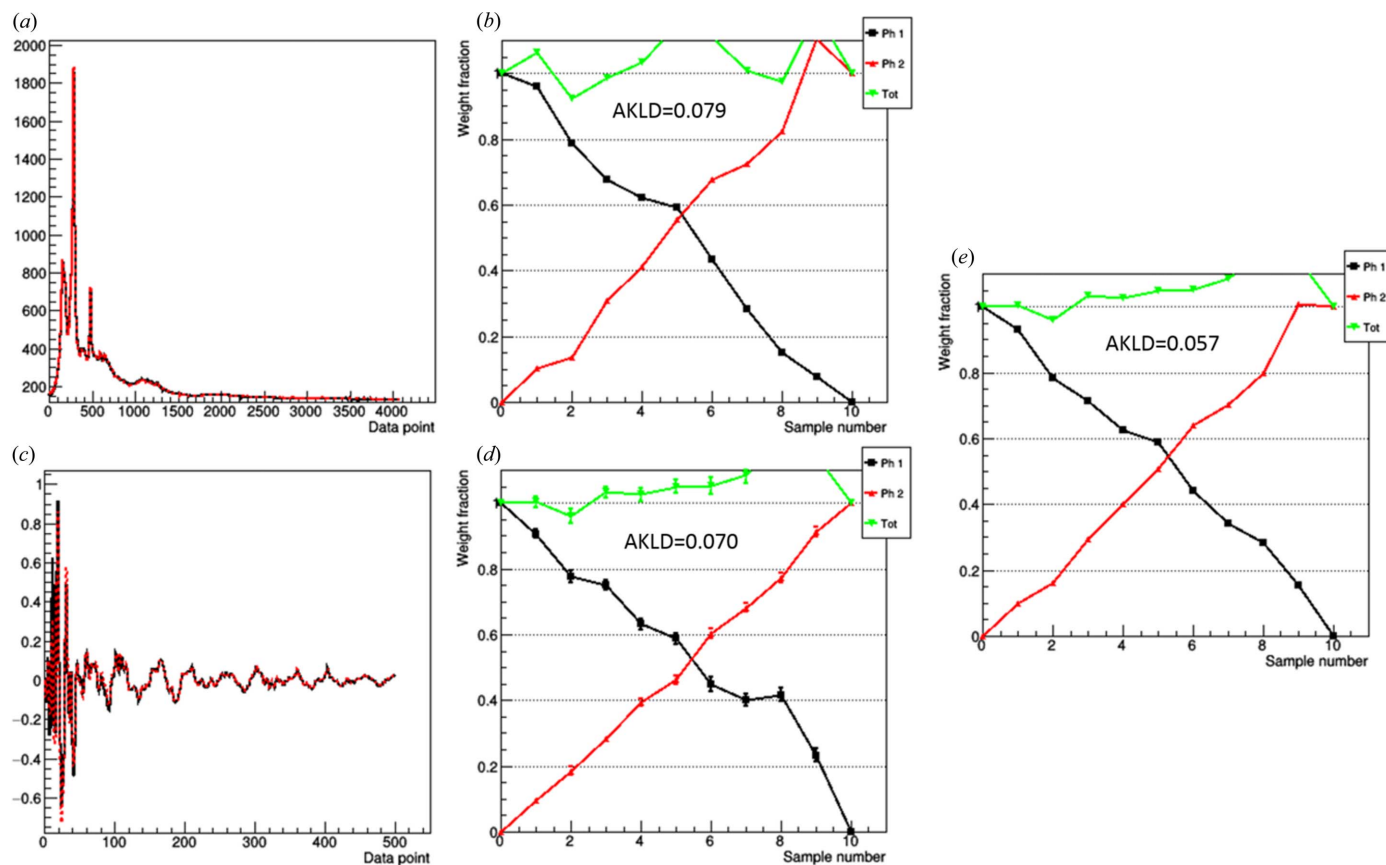 (a)
2000
1800
1600
1400
1200
1000
800
600
400
200
0 500 1000 1500 2000 2500 3000 3500 4000
Data point
(b)
Weight fraction
1
0.8
0.6
0.4
0.2
0
0 2 4 6 8 10
Sample number
AKLD=0.079
Ph 1
Ph 2
Tot
(c)
1
0.8
0.6
0.4
0.2
0
−0.2
−0.4
−0.6
0 100 200 300 400 500
Data point
(d)
Weight fraction
1
0.8
0.6
0.4
0.2
0
0 2 4 6 8 10
Sample number
AKLD=0.070
Ph 1
Ph 2
Tot
(e)
Weight fraction
1
0.8
0.6
0.4
0.2
0
0 2 4 6 8 10
Sample number
AKLD=0.057
Ph 1
Ph 2
Tot